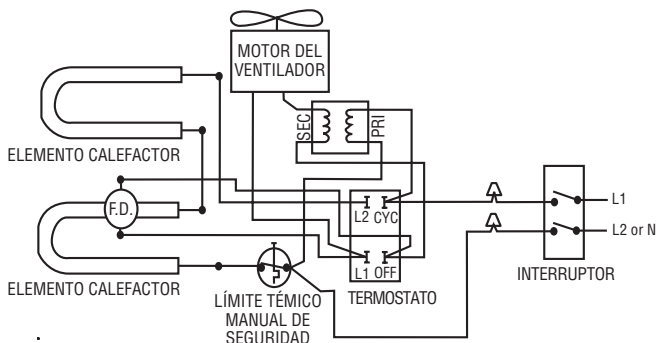 MOTOR DEL
VENTILADOR
SEC
PRI
ELEMENTO CALEFACTOR
F.D.
L2 CYC
L1
L2 or N
L1 OFF
INTERRUPTOR
ELEMENTO CALEFACTOR
LÍMITE TÉMICO
MANUAL DE
SEGURIDAD
TERMOSTATO